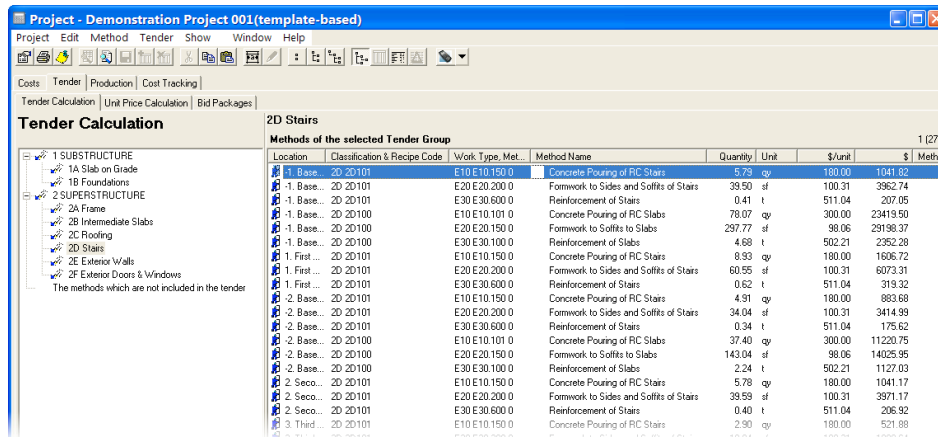 Project - Demonstration Project 001(template-based)
Project Edit Method Tender Show Window Help
Costs Tender Production Cost Tracking
Tender Calculation Unit Price Calculation Bid Packages
Tender Calculation
1 SUBSTRUCTURE
1A Slab on Grade
1B Foundations
2 SUPERSTRUCTURE
2A Frame
2B Intermediate Slabs
2C Roofing
2D Stairs
2E Exterior Walls
2F Exterior Doors & Windows
The methods which are not included in the tender
2D Stairs
Methods of the selected Tender Group 1 (27
Location Classification & Recipe Code Work Type, Met... Method Name Quantity Unit $/unit $ Meth
-1. Base... 2D 2D101 E10 E10.150 0 Concrete Pouring of RC Stairs 5.79 qy 180.00 1041.82
-1. Base... 2D 2D101 E20 E20.200 0 Formwork to Sides and Soffits of Stairs 39.50 sf 100.31 3962.74
-1. Base... 2D 2D101 E30 E30.600 0 Reinforcement of Stairs 0.41 t 511.04 207.05
-1. Base... 2D 2D100 E10 E10.101 0 Concrete Pouring of RC Slabs 78.07 qy 300.00 23419.50
-1. Base... 2D 2D100 E20 E20.150 0 Formwork to Soffits to Slabs 297.77 sf 98.06 29198.37
-1. Base... 2D 2D100 E30 E30.100 0 Reinforcement of Slabs 4.68 t 502.21 2352.28
1. First ... 2D 2D101 E10 E10.150 0 Concrete Pouring of RC Stairs 8.93 qy 180.00 1606.72
1. First ... 2D 2D101 E20 E20.200 0 Formwork to Sides and Soffits of Stairs 60.55 sf 100.31 6073.31
1. First ... 2D 2D101 E30 E30.600 0 Reinforcement of Stairs 0.62 t 511.04 319.32
-2. Base... 2D 2D101 E10 E10.150 0 Concrete Pouring of RC Stairs 4.91 qy 180.00 883.68
-2. Base... 2D 2D101 E20 E20.200 0 Formwork to Sides and Soffits of Stairs 34.04 sf 100.31 3414.99
-2. Base... 2D 2D101 E30 E30.600 0 Reinforcement of Stairs 0.34 t 511.04 175.62
-2. Base... 2D 2D100 E10 E10.101 0 Concrete Pouring of RC Slabs 37.40 qy 300.00 11220.75
-2. Base... 2D 2D100 E20 E20.150 0 Formwork to Soffits to Slabs 143.04 sf 98.06 14025.95
-2. Base... 2D 2D100 E30 E30.100 0 Reinforcement of Slabs 2.24 t 502.21 1127.03
2. Seco... 2D 2D101 E10 E10.150 0 Concrete Pouring of RC Stairs 5.78 qy 180.00 1041.17
2. Seco... 2D 2D101 E20 E20.200 0 Formwork to Sides and Soffits of Stairs 39.59 sf 100.31 3971.17
2. Seco... 2D 2D101 E30 E30.600 0 Reinforcement of Stairs 0.40 t 511.04 206.92
3. Third ... 2D 2D101 E10 E10.150 0 Concrete Pouring of RC Stairs 2.90 qy 180.00 521.88